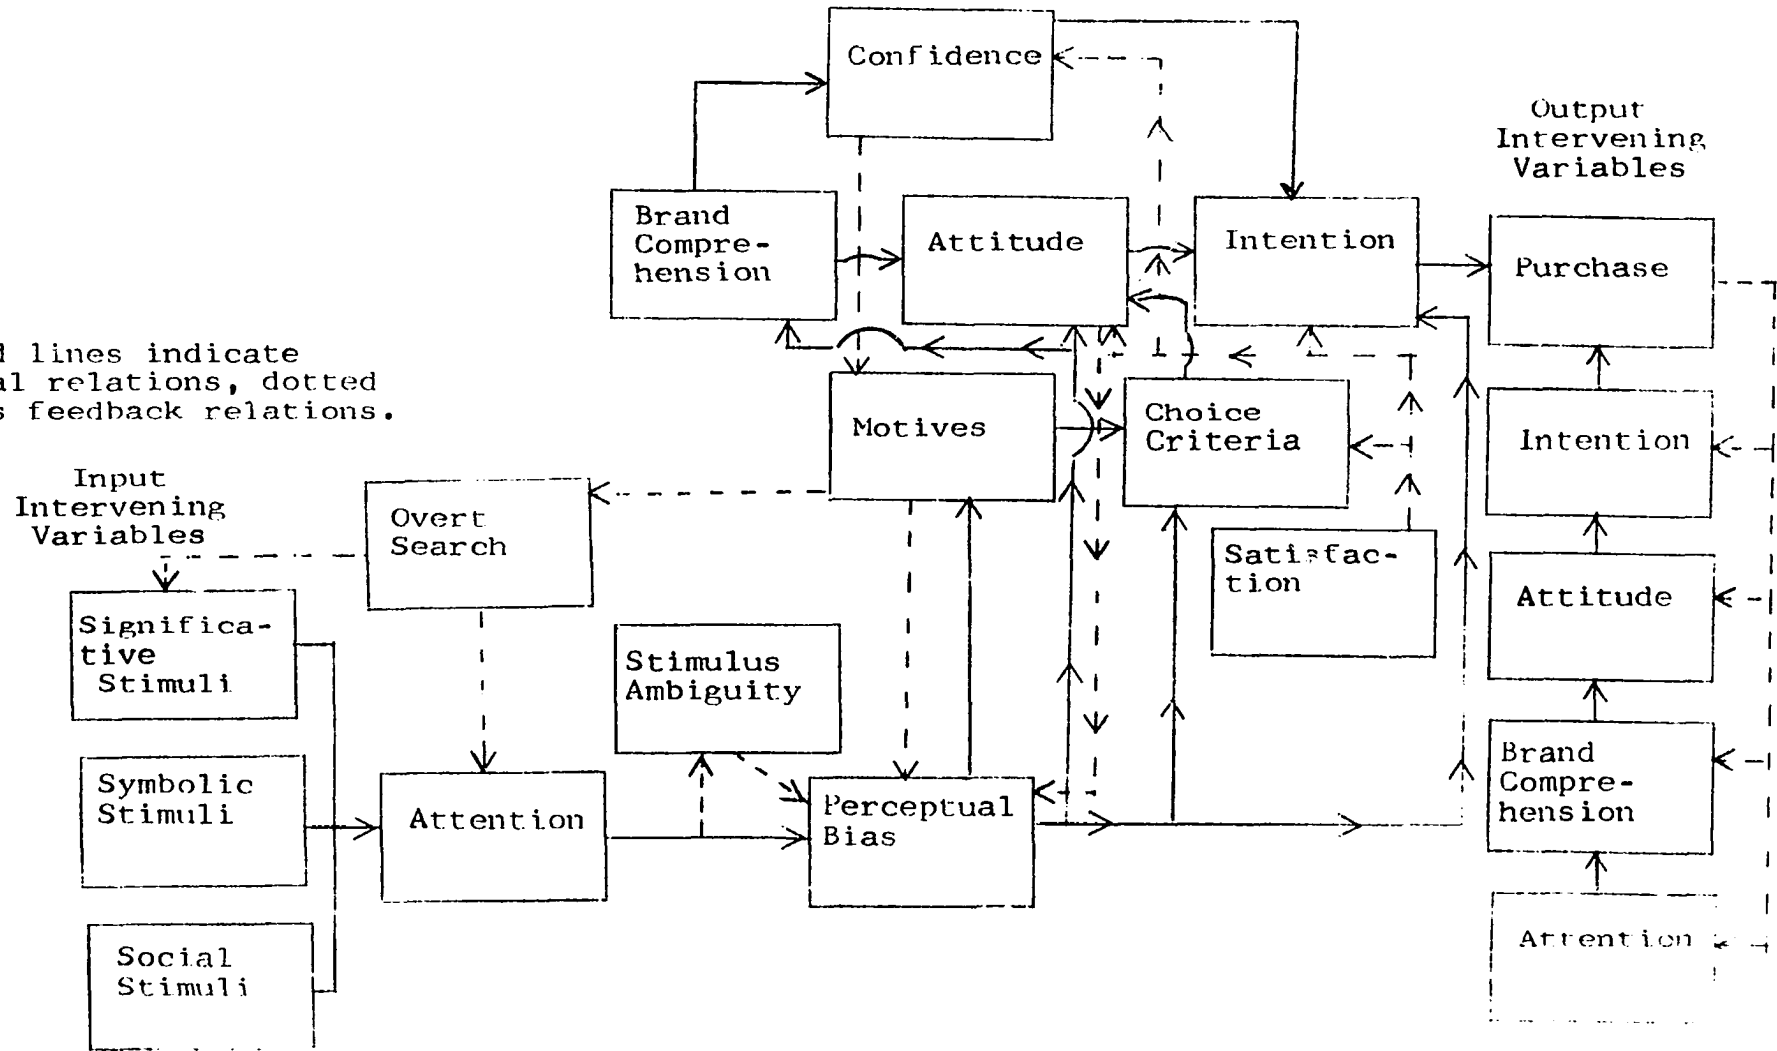 Confidence
Output
Intervening
Variables
Brand
Compre-
hension
Attitude
Intention
Purchase
lines indicate
relations, dotted
feedback relations.
Motives
Choice
Criteria
Intention
Input
Intervening
Variables
Overt
Search
Satisfac-
tion
Attitude
Significa-
tive
Stimuli
Stimulus
Ambiguity
Symbolic
Stimuli
Attention
Perceptual
Bias
Brand
Compre-
hension
Social
Stimuli
Attention